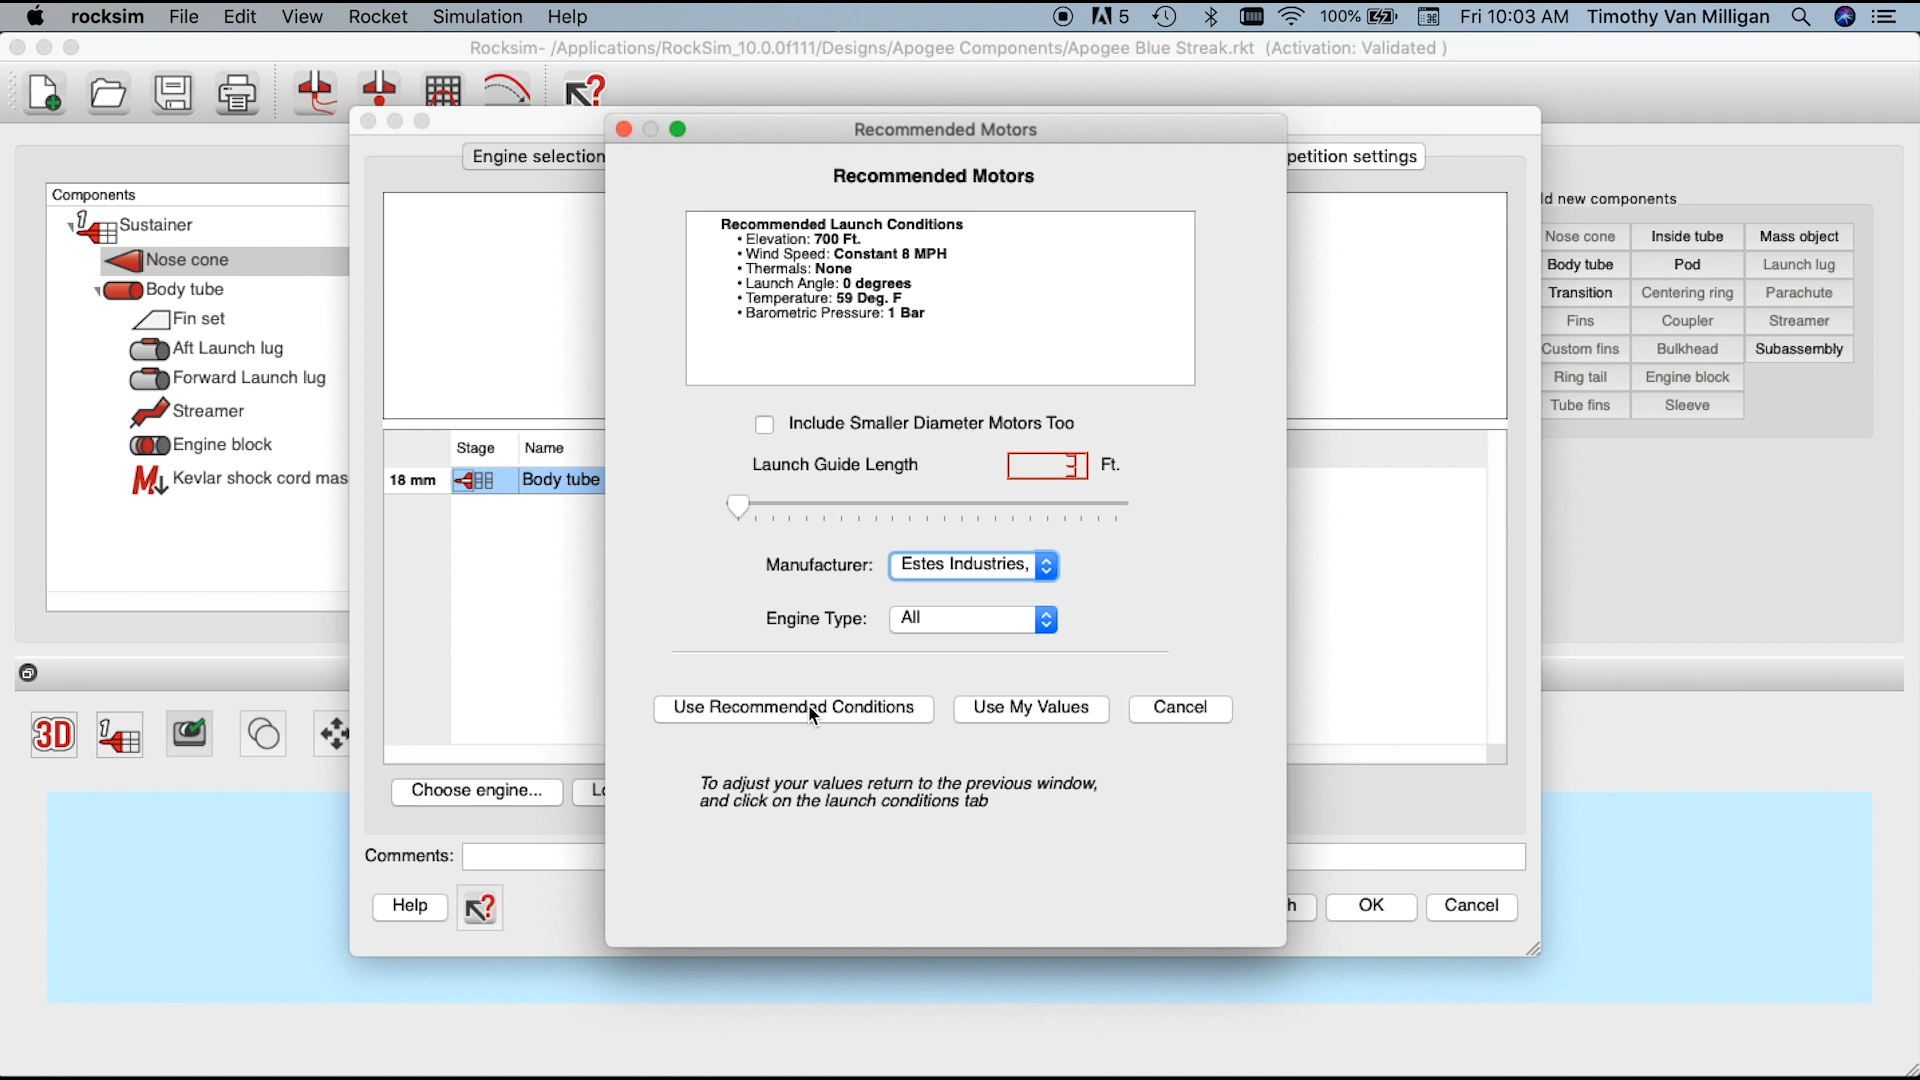 rocksim File Edit View Rocket Simulation Help 5 100% Fri 10:03 AM Timothy Van Milligan
Rocksim- /Applications/RockSim_10.0.0f111/Designs/Apogee Components/Apogee Blue Streak.rkt (Activation: Validated )
Recommended Motors
Engine selection
petition settings
Recommended Motors
Components
Sustainer
Nose cone
Body tube
Fin set
Aft Launch lug
Forward Launch lug
Streamer
Engine block
Kevlar shock cord mas
Recommended Launch Conditions
• Elevation: 700 Ft.
• Wind Speed: Constant 8 MPH
• Thermals: None
• Launch Angle: 0 degrees
• Temperature: 59 Deg. F
• Barometric Pressure: 1 Bar
ld new components
Nose cone Inside tube Mass object
Body tube Pod Launch lug
Transition Centering ring Parachute
Fins Coupler Streamer
Custom fins Bulkhead Subassembly
Ring tail Engine block
Tube fins Sleeve
Include Smaller Diameter Motors Too
Launch Guide Length 3 Ft.
Stage Name
18 mm Body tube
Manufacturer: Estes Industries,
Engine Type: All
Use Recommended Conditions Use My Values Cancel
3D
To adjust your values return to the previous window,
and click on the launch conditions tab
Choose engine... Lo
Comments:
Help h OK Cancel